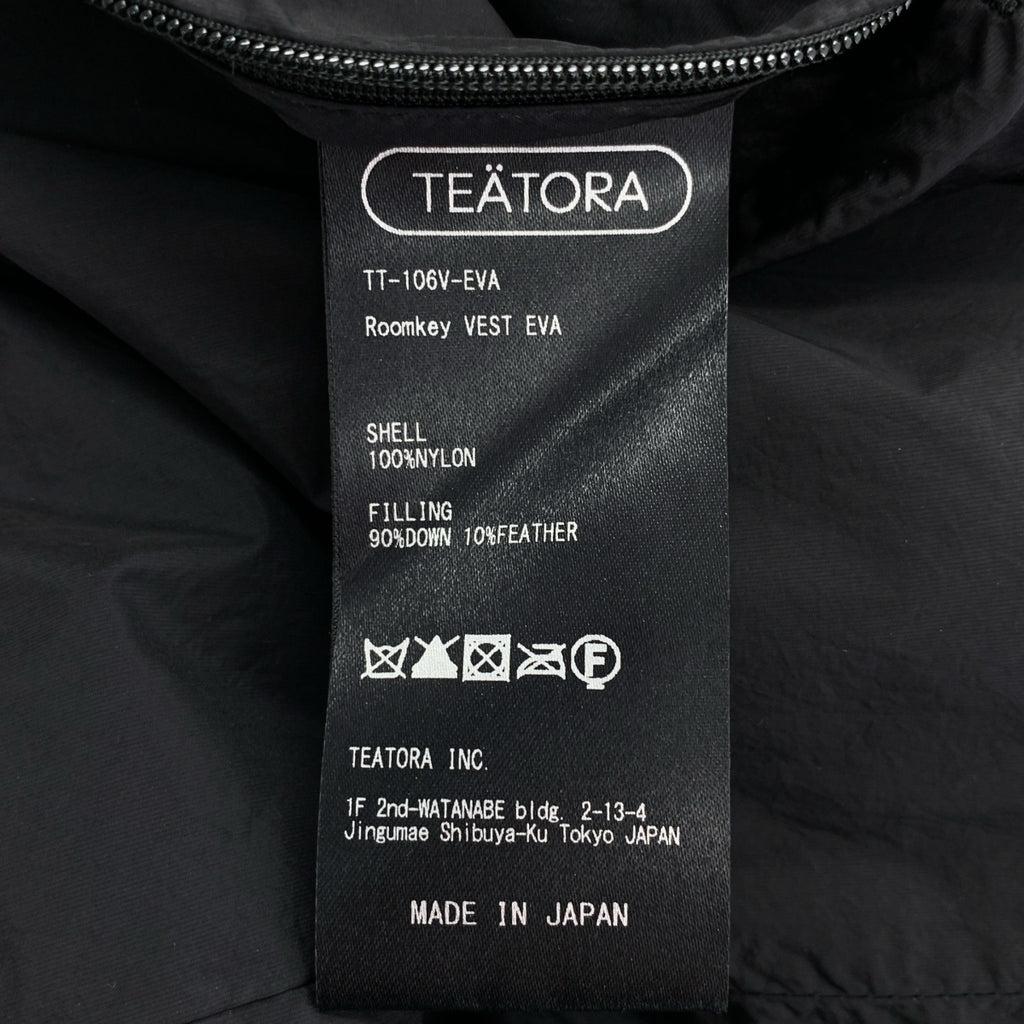 TEÄTORA
TT-106V-EVA
Roomkey VEST EVA
SHELL
100%NYLON
FILLING
90%DOWN 10%FEATHER
F
TEATORA INC.
1F 2nd-WATANABE bldg. 2-13-4
Jingumae Shibuya-Ku Tokyo JAPAN
MADE IN JAPAN